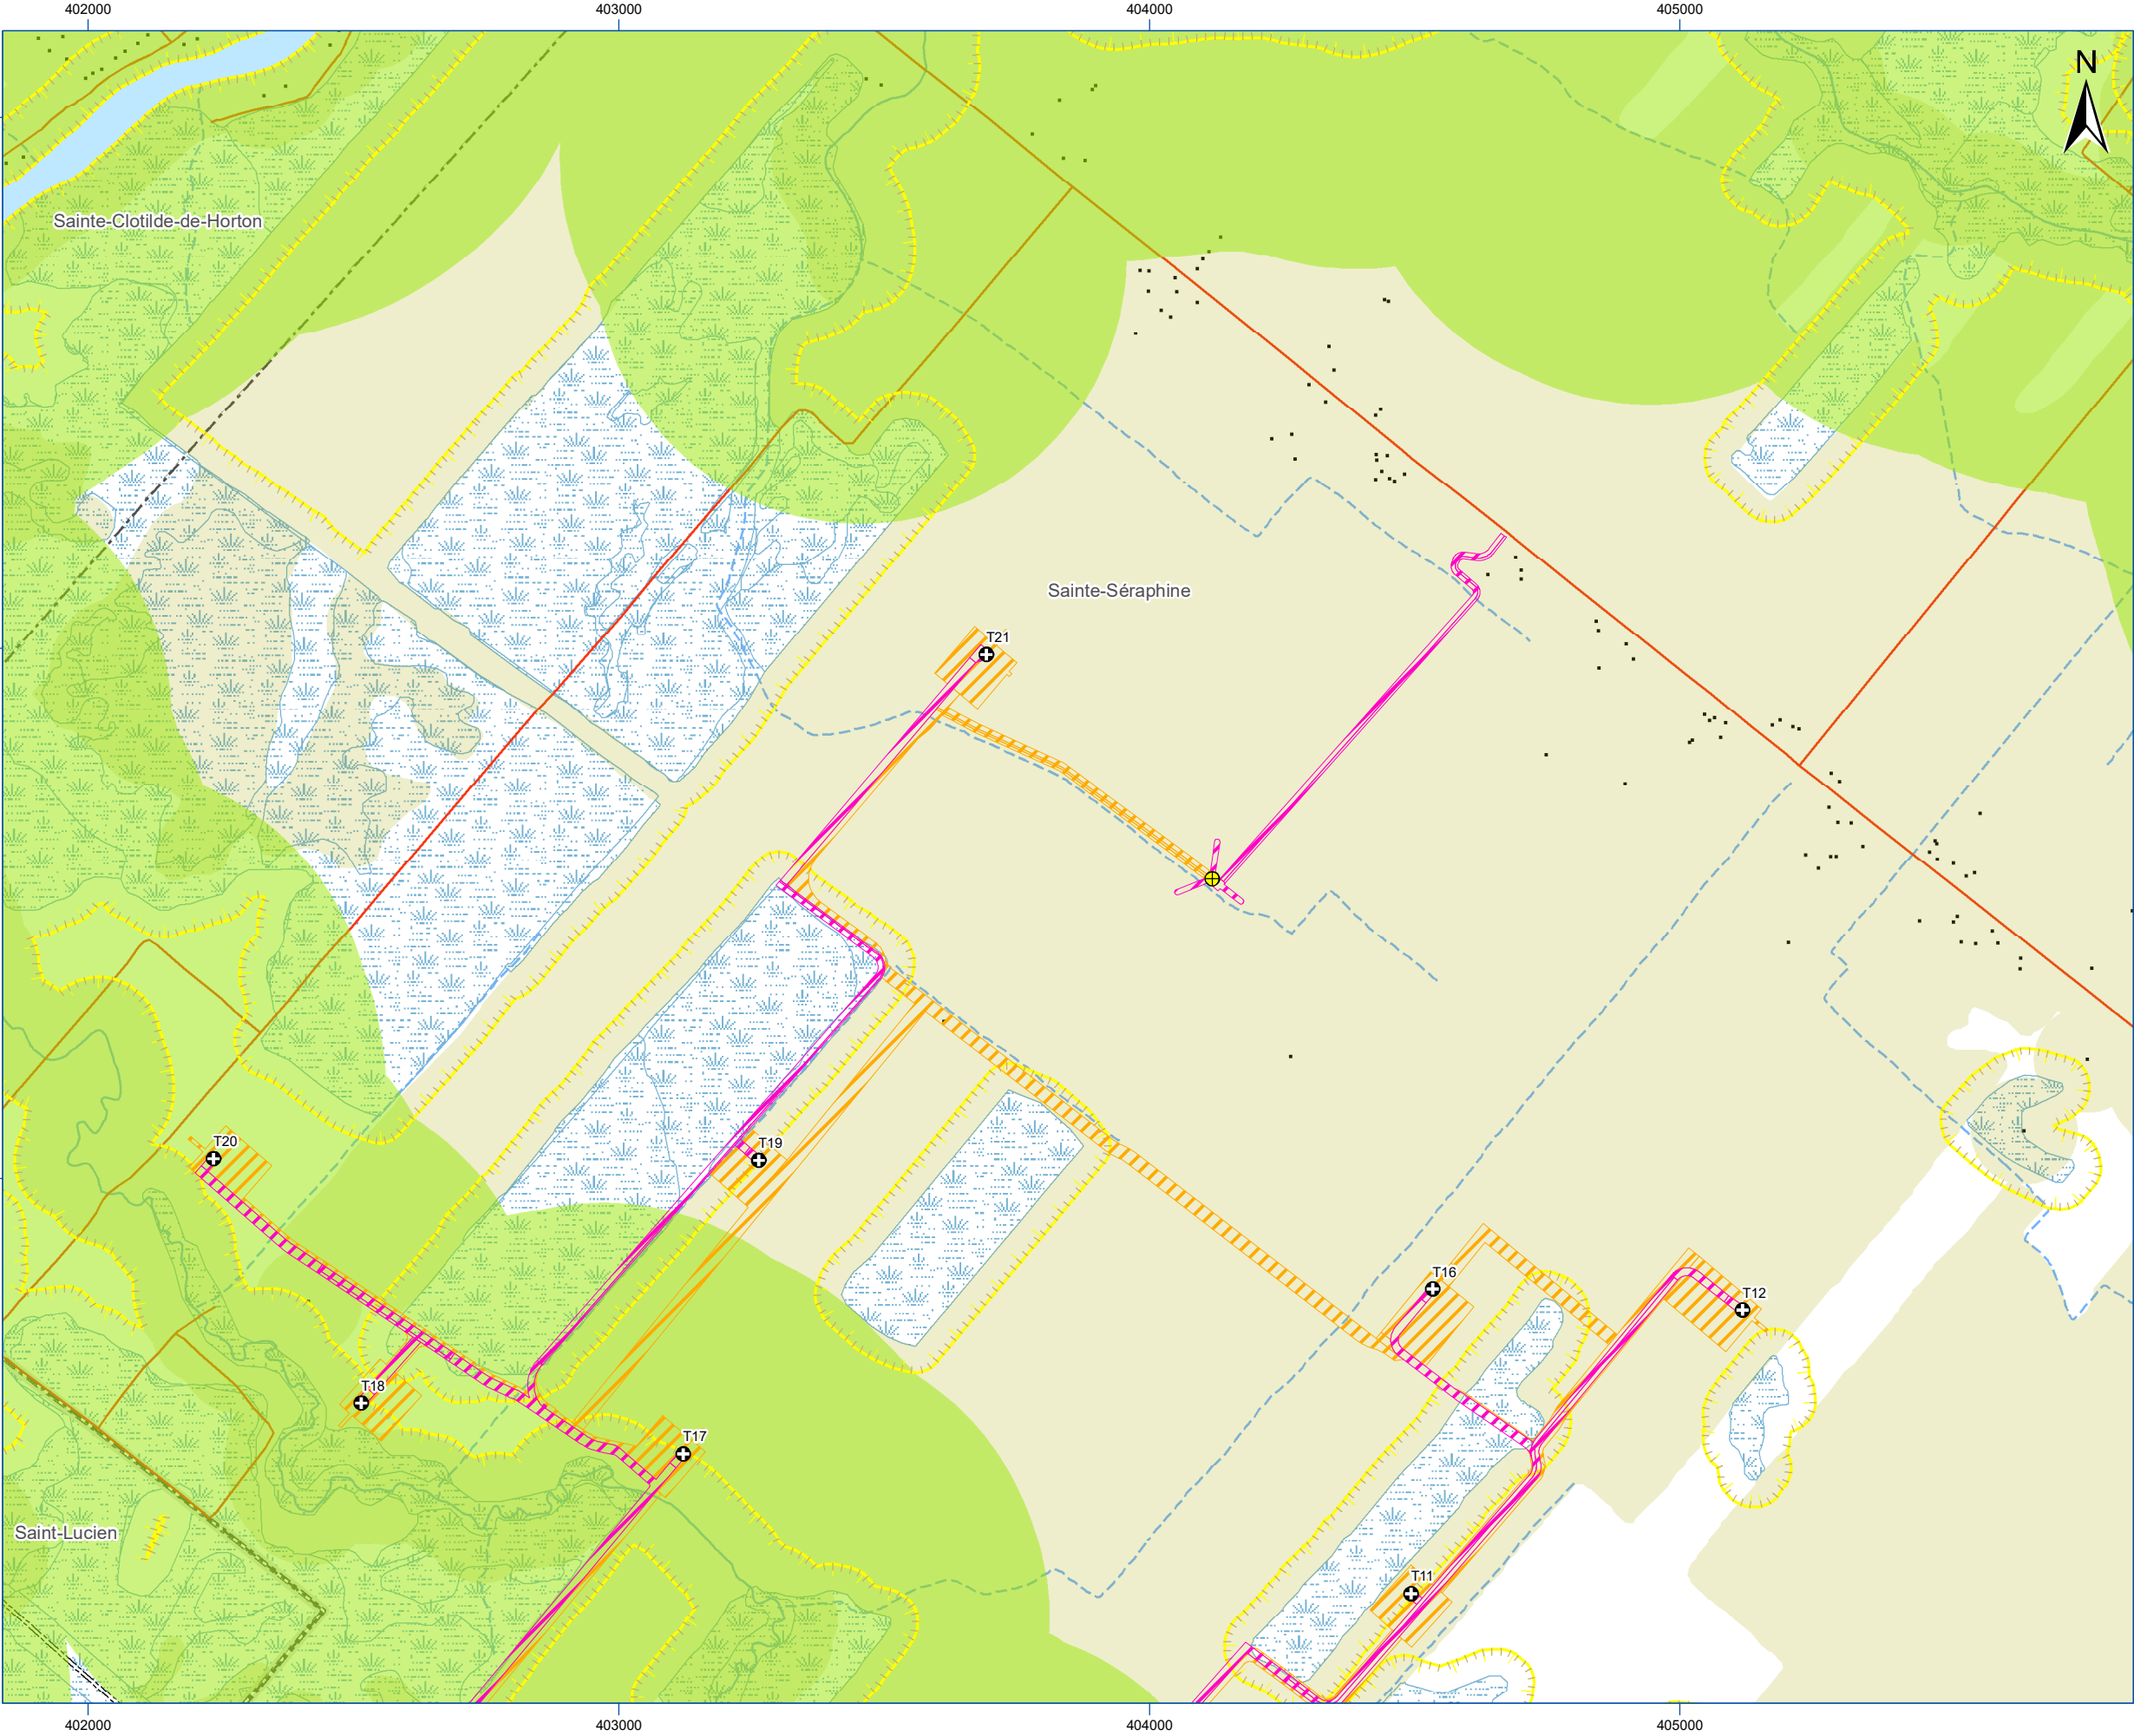 402000 403000 404000 405000
N
Sainte-Clotilde-de-Horton
Sainte-Séraphine
T21
T20
T19
T16
T12
T18
T17
Saint-Lucien
T11
402000 403000 404000 405000